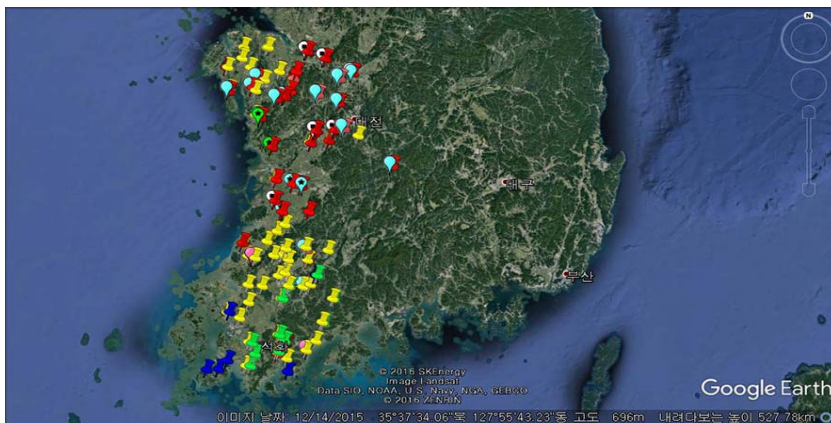 N
대전
대구
부산
© 2016 SKEnergy
Image Landsat
Data SIO, NOAA, U.S. Navy, NGA, GEBCO
© 2016 ZENRIN
Google Earth
이미지 날짜: 12/14/2015 35°37'34.06"북 127°55'43.23"동 고도 696m 내려다보는 높이 527.78km